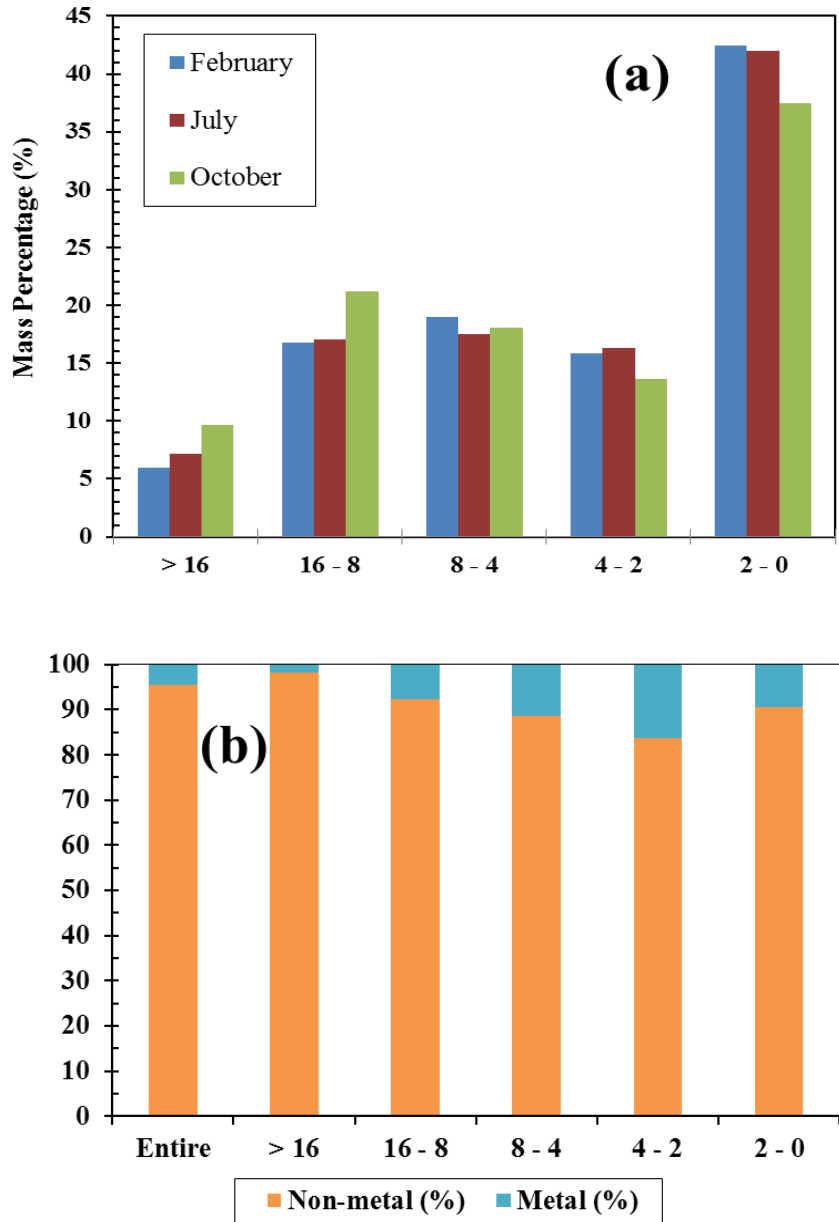 45
40
35
30
25
20
15
10
5
0
Mass Percentage (%)
February
July
October
(a)
> 16
16 - 8
8 - 4
4 - 2
2 - 0
100
90
80
70
60
50
40
30
20
10
0
(b)
Entire
> 16
16 - 8
8 - 4
4 - 2
2 - 0
Non-metal (%)
Metal (%)